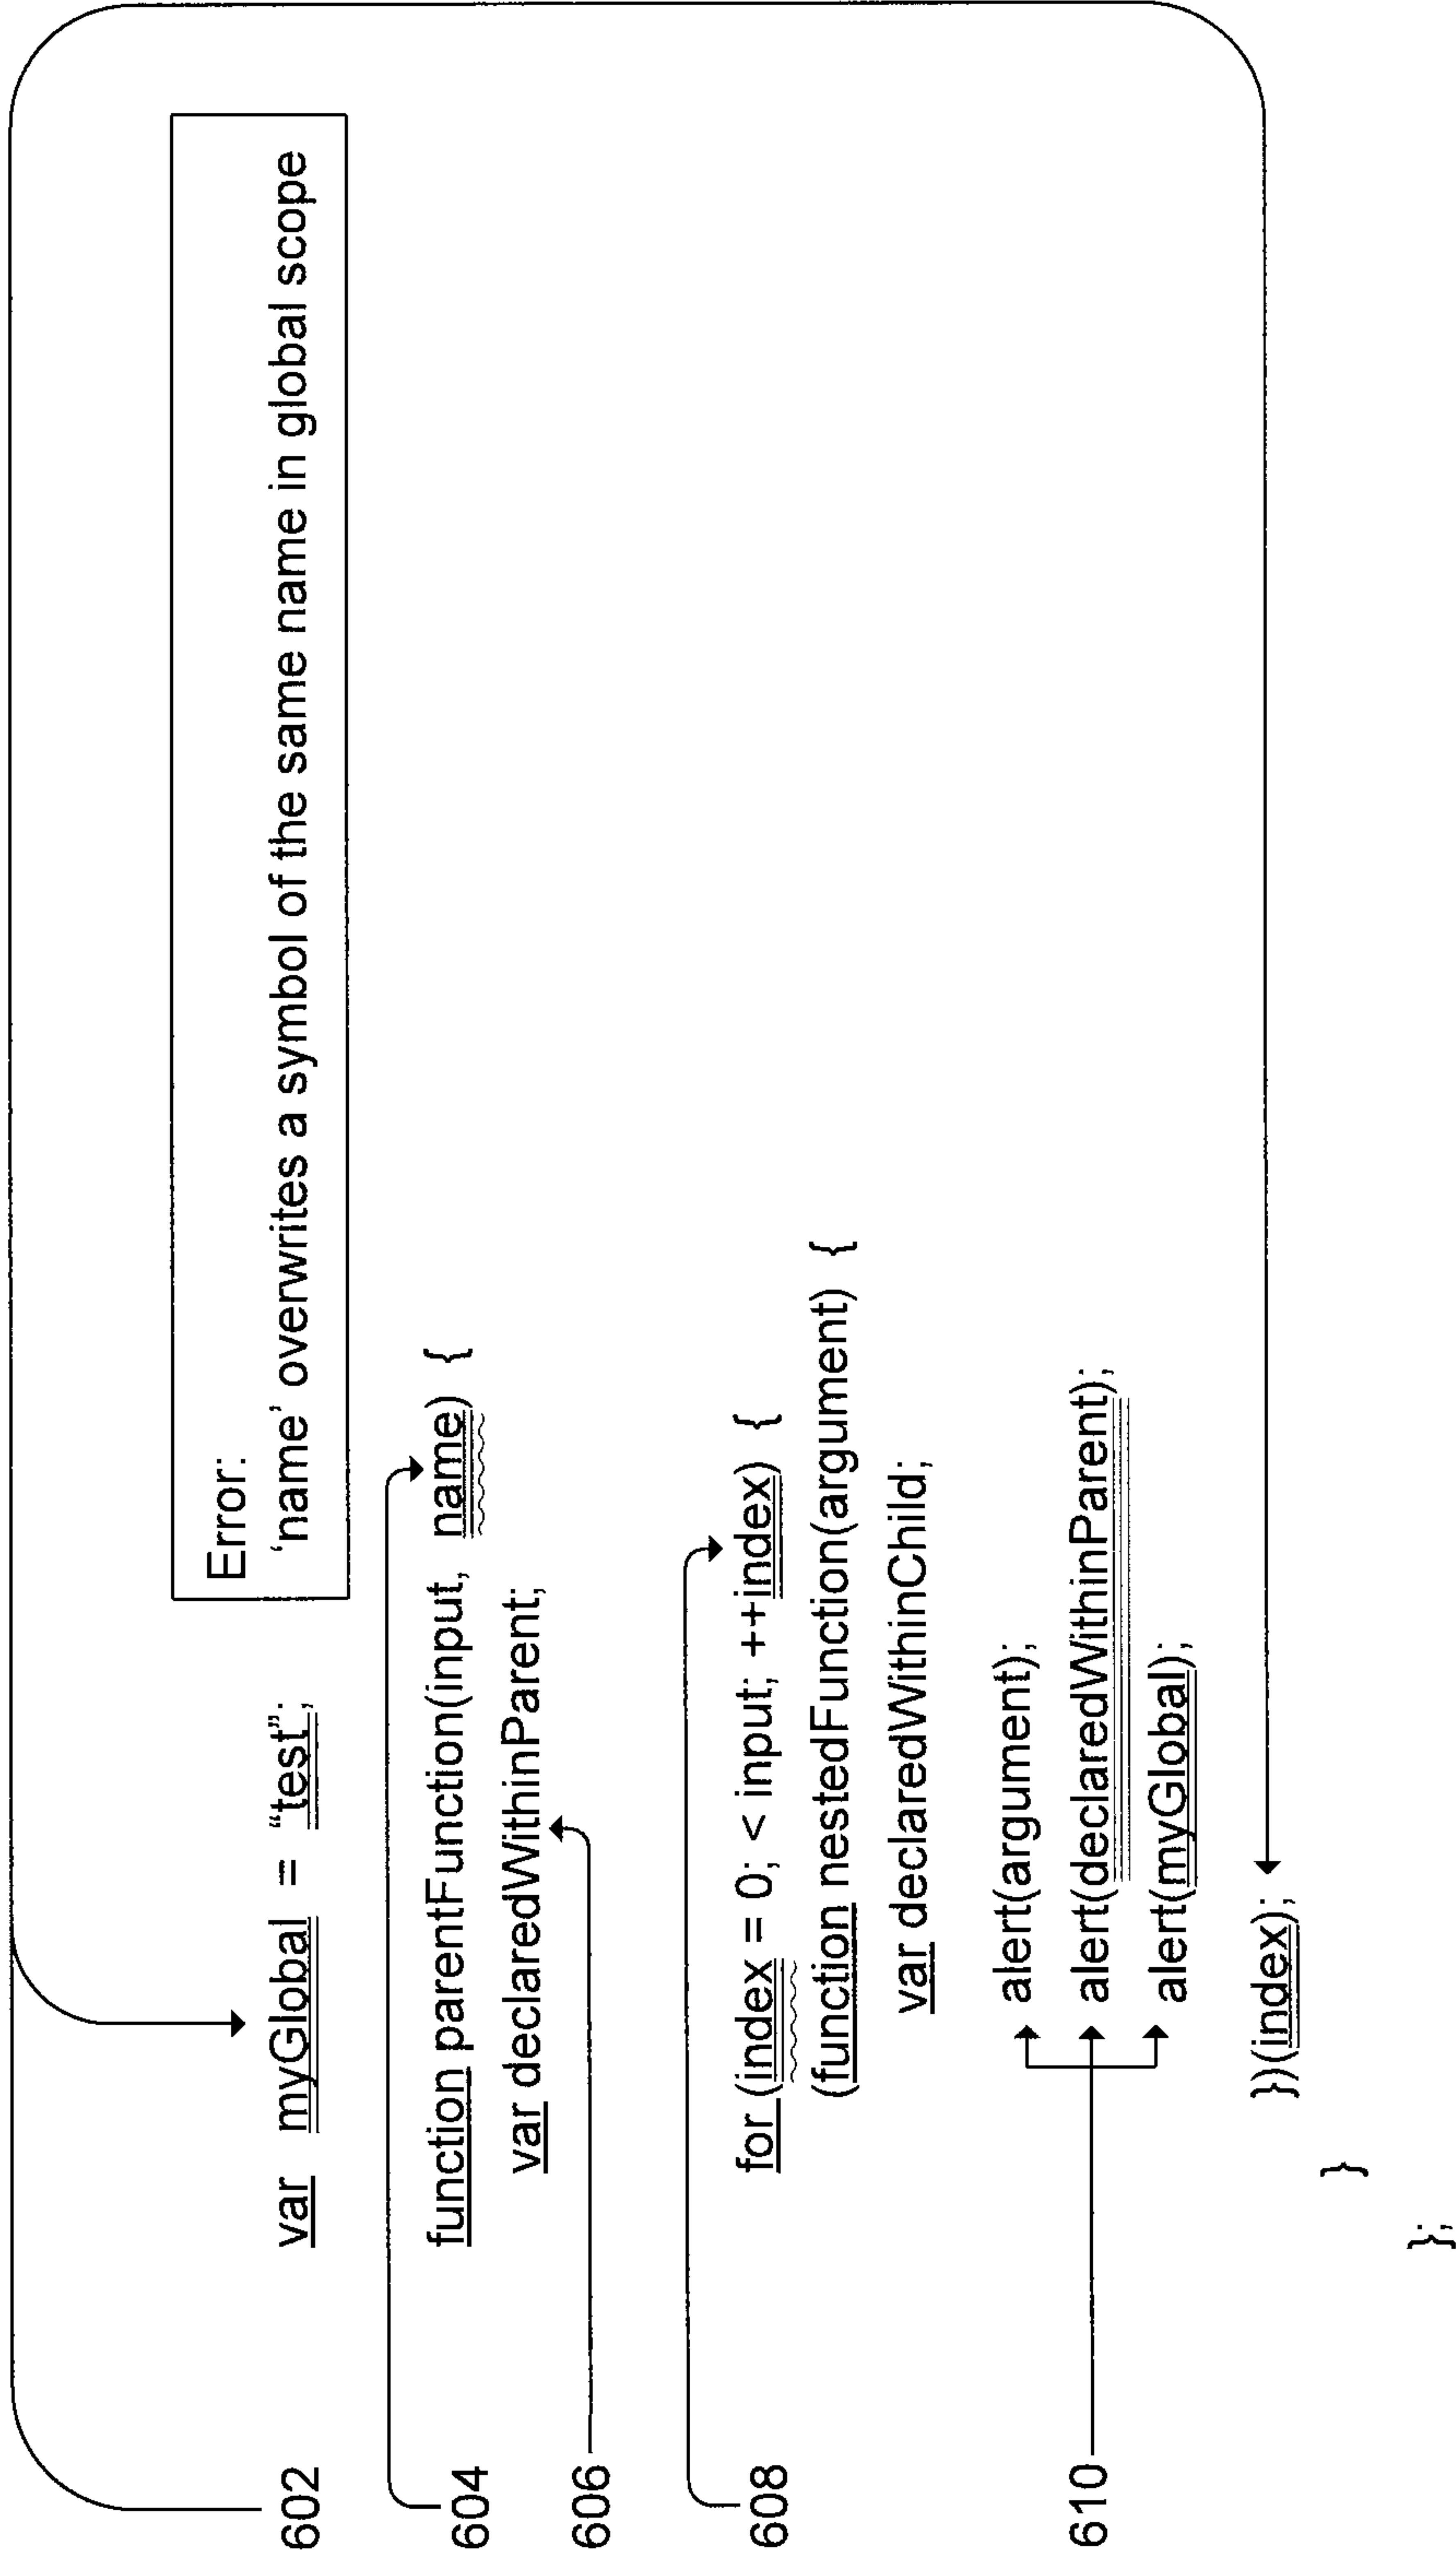 Error:
‘name’ overwrites a symbol of the same name in global scope
602 var myGlobal = “test”;
604 function parentFunction(input, name) {
606 var declaredWithinParent;
608 for (index = 0; < input; ++index) {
(function nestedFunction(argument) {
var declaredWithinChild;
alert(argument);
610 alert(declaredWithinParent);
alert(myGlobal);
})(index);
}
};